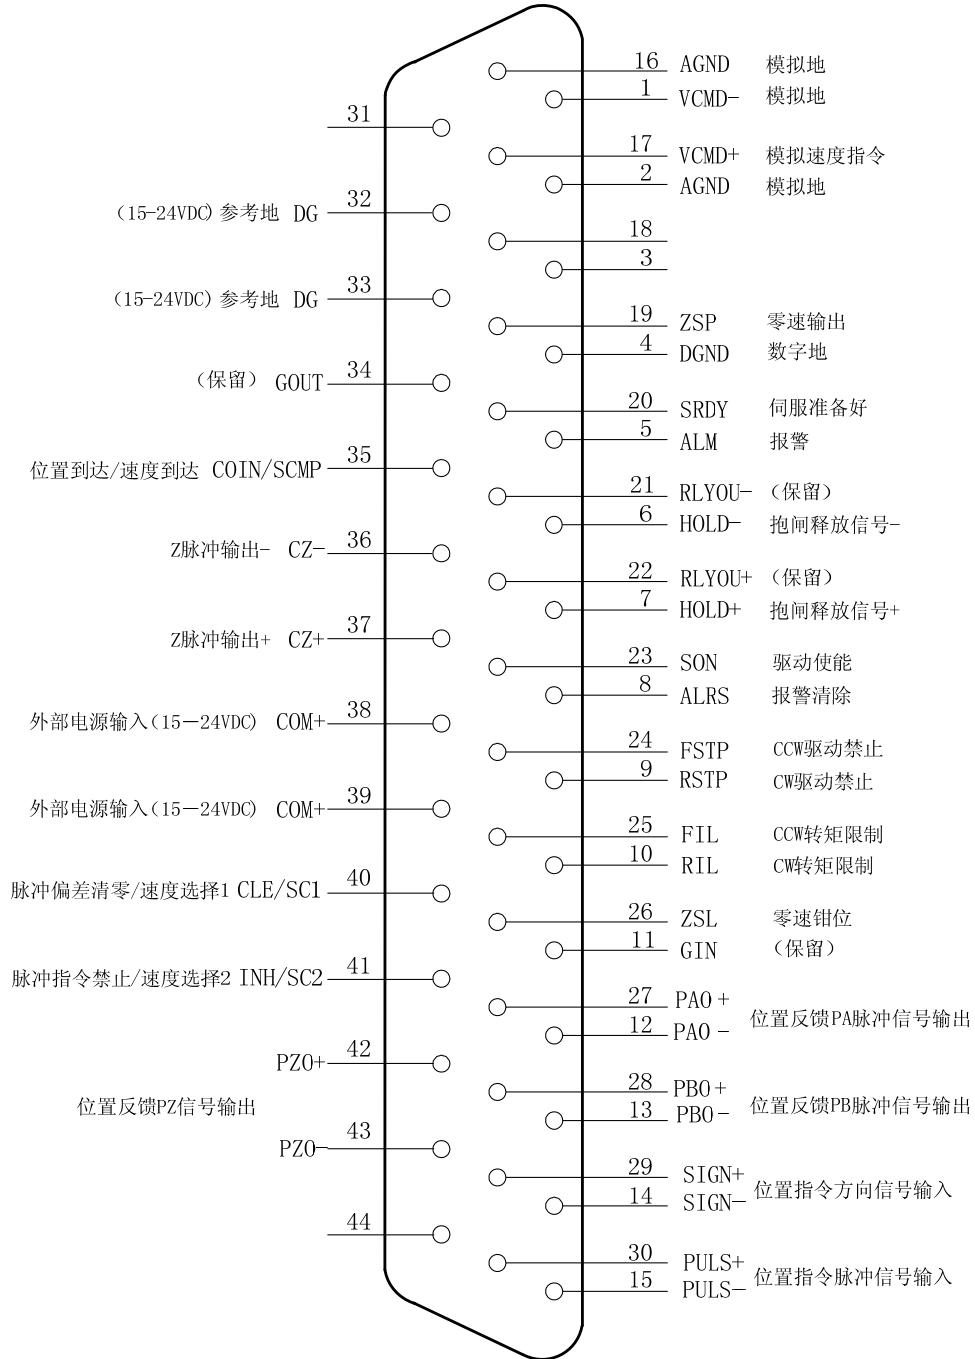 16 AGND 模拟地
1 VCMD- 模拟地
31
17 VCMD+ 模拟速度指令
2 AGND 模拟地
(15-24VDC)参考地 DG 32
18
3
(15-24VDC)参考地 DG 33
19 ZSP 零速输出
4 DGND 数字地
(保留) GOUT 34
20 SRDY 伺服准备好
5 ALM 报警
位置到达/速度到达 COIN/SCMP 35
21 RLYOU- (保留)
6 HOLD- 抱闸释放信号-
Z脉冲输出- CZ- 36
22 RLYOU+ (保留)
7 HOLD+ 抱闸释放信号+
Z脉冲输出+ CZ+ 37
23 SON 驱动使能
8 ALRS 报警清除
外部电源输入(15-24VDC) COM+ 38
24 FSTP CCW驱动禁止
9 RSTP CW驱动禁止
外部电源输入(15-24VDC) COM+ 39
25 FIL CCW转矩限制
10 RIL CW转矩限制
脉冲偏差清零/速度选择1 CLE/SC1 40
26 ZSL 零速钳位
11 GIN (保留)
脉冲指令禁止/速度选择2 INH/SC2 41
27 PAO+
位置反馈PA脉冲信号输出
12 PAO-
PZO+ 42
28 PBO+
位置反馈PB脉冲信号输出
13 PBO-
位置反馈PZ信号输出
PZO- 43
29 SIGN+
位置指令方向信号输入
14 SIGN-
44
30 PULS+
位置指令脉冲信号输入
15 PULS-